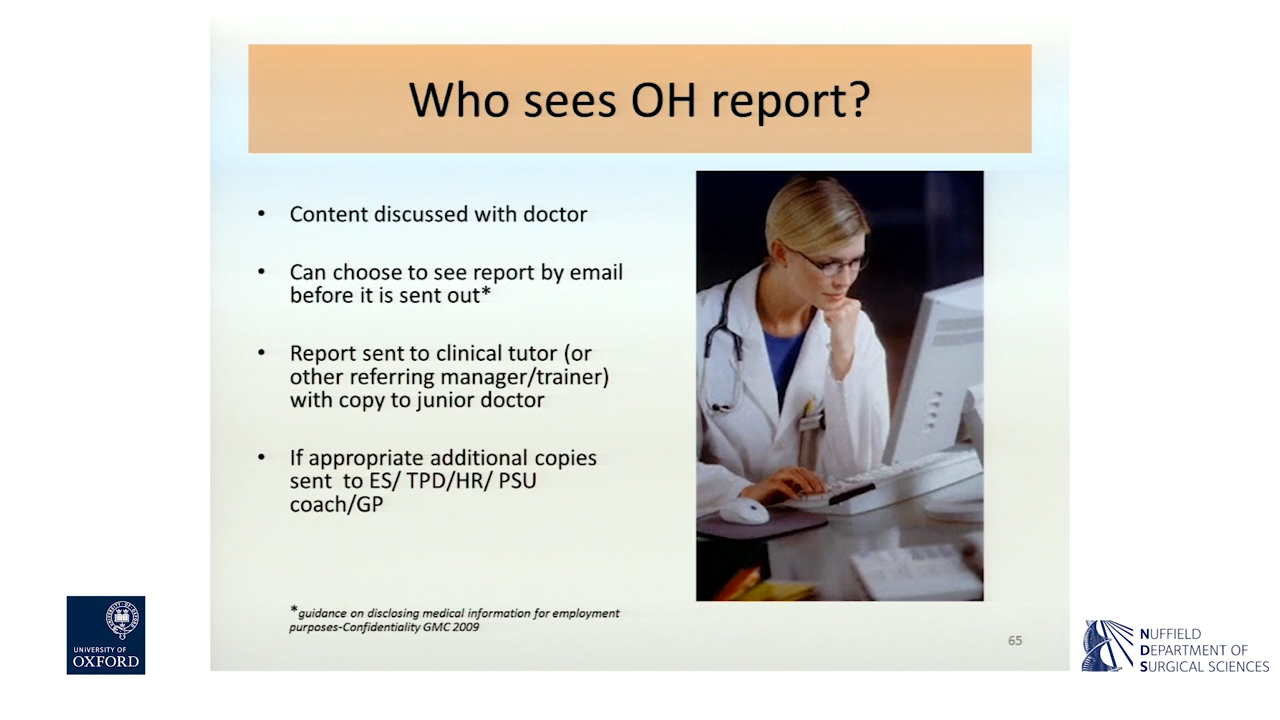 Who sees OH report?
• Content discussed with doctor
• Can choose to see report by email
before it is sent out*
• Report sent to clinical tutor (or
other referring manager/trainer)
with copy to junior doctor
• If appropriate additional copies
sent to ES/ TPD/HR/ PSU
coach/GP
*guidance on disclosing medical information for employment
purposes-Confidentiality GMC 2009
65
UNIVERSITY OF
OXFORD
NUFFIELD
DEPARTMENT OF
SURGICAL SCIENCES